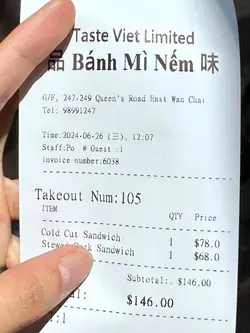 Taste Viet Limited
品 Bánh Mì Nếm 味
G/F, 247-249 Queen's Road East Wan Chai
Tel: 98991247
Time:2024-06-26 (三), 12:07
Staff:Po # Guest :1
invoice number:6038
Takeout Num:105
ITEM QTY Price
Cold Cut Sandwich 1 $78.0
Stewed Pork Sandwich 1 $68.0
Subtotal:. $146.00
$146.00